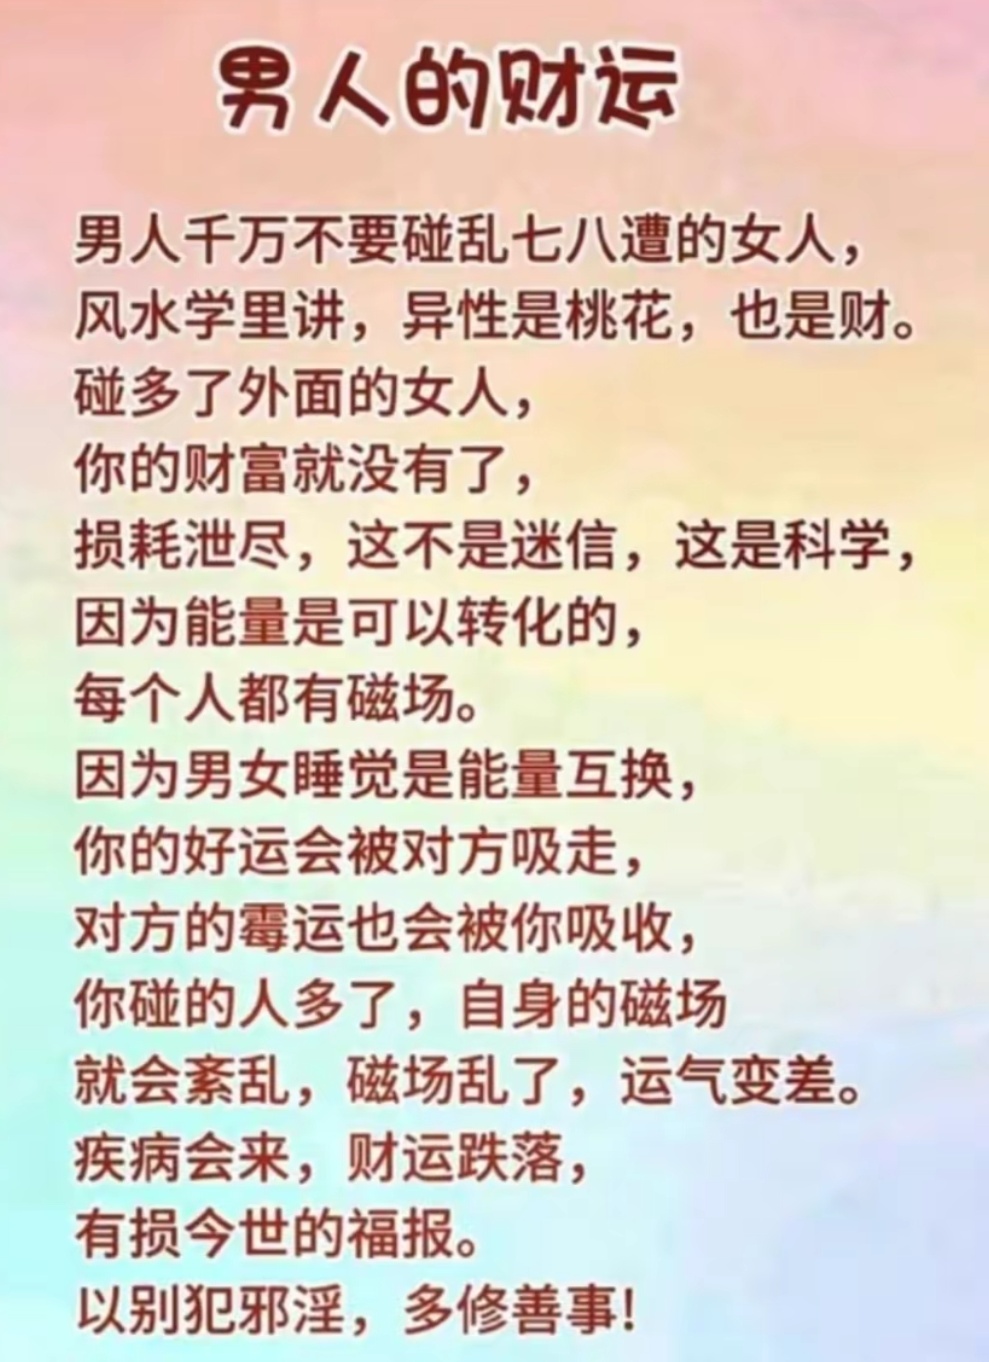 男人的财运
男人千万不要碰乱七八遭的女人，
风水学里讲，异性是桃花，也是财。
碰多了外面的女人，
你的财富就没有了，
损耗泄尽，这不是迷信，这是科学，
因为能量是可以转化的，
每个人都有磁场。
因为男女睡觉是能量互换，
你的好运会被对方吸走，
对方的霉运也会被你吸收，
你碰的人多了，自身的磁场
就会紊乱，磁场乱了，运气变差。
疾病会来，财运跌落，
有损今世的福报。
以别犯邪淫，多修善事！